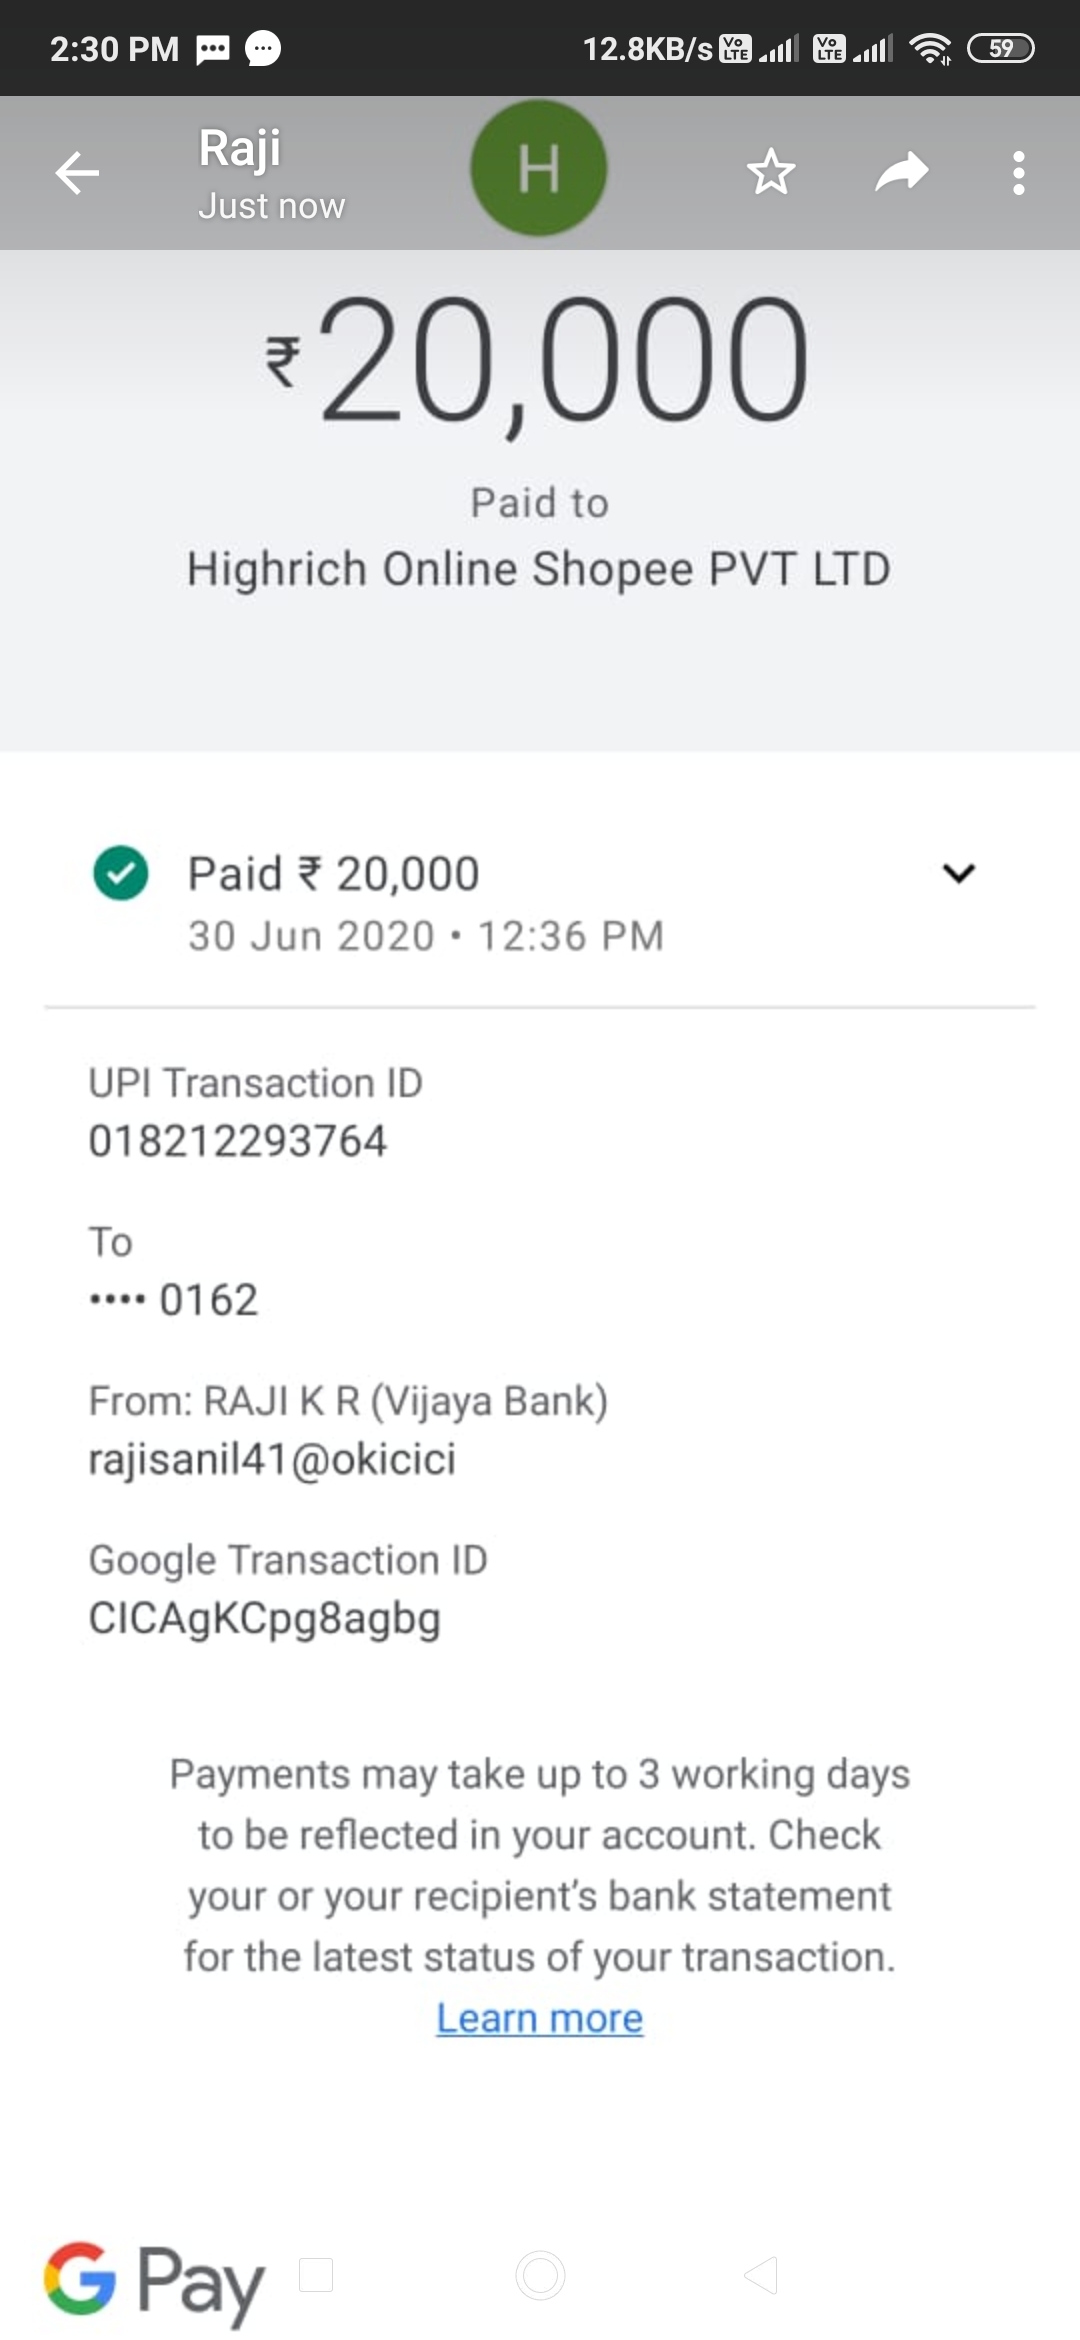 2:30 PM 12.8KB/s Vo LTE Vo LTE 59
Raji
Just now
H
₹20,000
Paid to
Highrich Online Shopee PVT LTD
Paid ₹ 20,000
30 Jun 2020 • 12:36 PM
UPI Transaction ID
018212293764
To
•••• 0162
From: RAJI K R (Vijaya Bank)
rajisanil41@okicici
Google Transaction ID
CICAgKCpg8agbg
Payments may take up to 3 working days
to be reflected in your account. Check
your or your recipient's bank statement
for the latest status of your transaction.
Learn more
G Pay